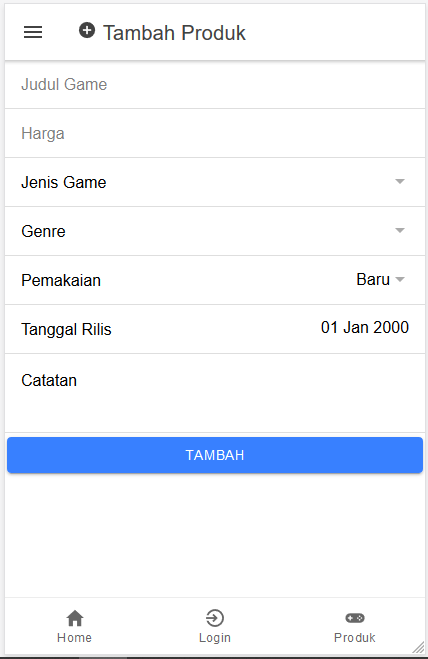 Tambah Produk
Judul Game
Harga
Jenis Game
Genre
Pemakaian Baru
Tanggal Rilis 01 Jan 2000
Catatan
TAMBAH
Home Login Produk